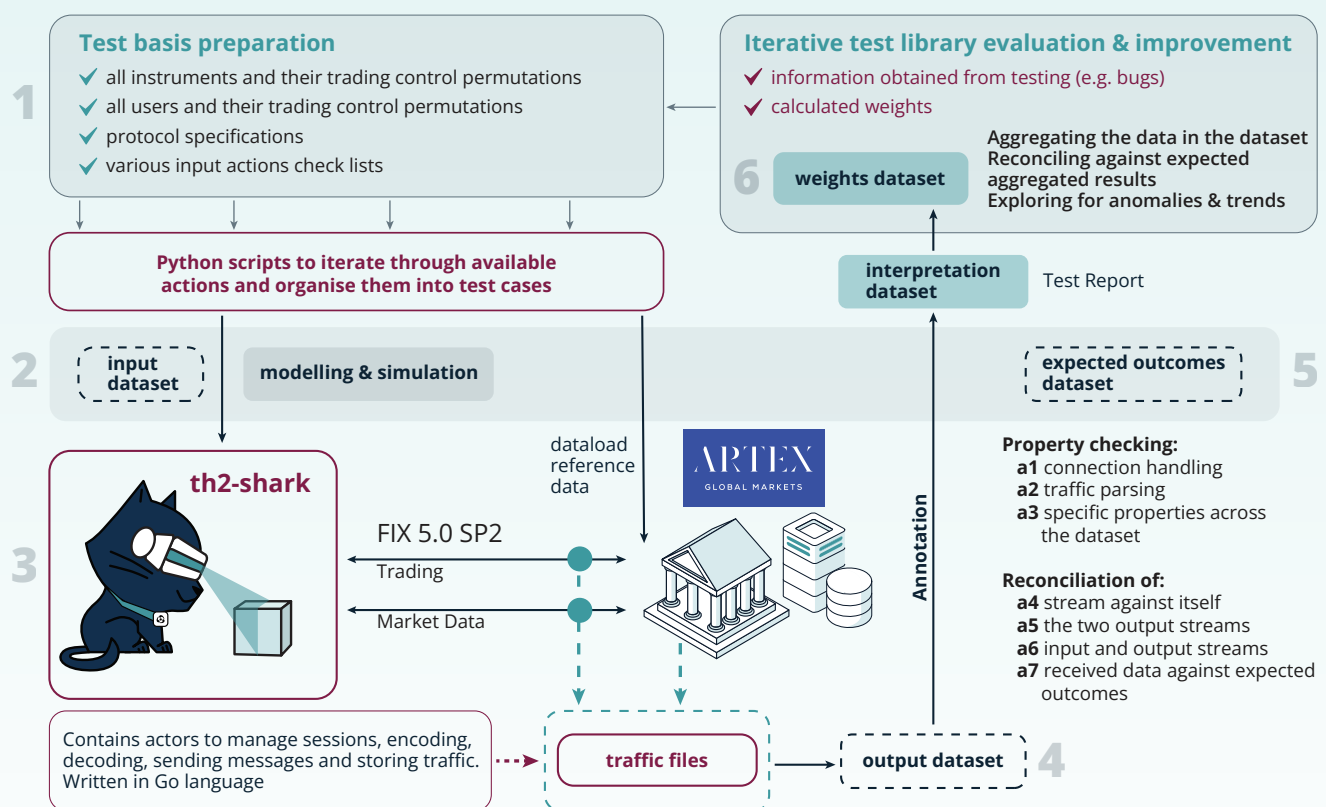 1
Test basis preparation
all instruments and their trading control permutations
all users and their trading control permutations
protocol specifications
various input actions check lists
Iterative test library evaluation & improvement
information obtained from testing (e.g. bugs)
calculated weights
6
weights dataset
Aggregating the data in the dataset
Reconciling against expected
aggregated results
Exploring for anomalies & trends
Python scripts to iterate through available
actions and organise them into test cases
interpretation
dataset
Test Report
2
input
dataset
modelling & simulation
expected outcomes
dataset
5
3
th2-shark
dataload
reference
data
ARTEX
GLOBAL MARKETS
FIX 5.0 SP2
Trading
Market Data
Annotation
Property checking:
a1 connection handling
a2 traffic parsing
a3 specific properties across
the dataset
Reconciliation of:
a4 stream against itself
a5 the two output streams
a6 input and output streams
a7 received data against expected
outcomes
Contains actors to manage sessions, encoding,
decoding, sending messages and storing traffic.
Written in Go language
traffic files
output dataset
4